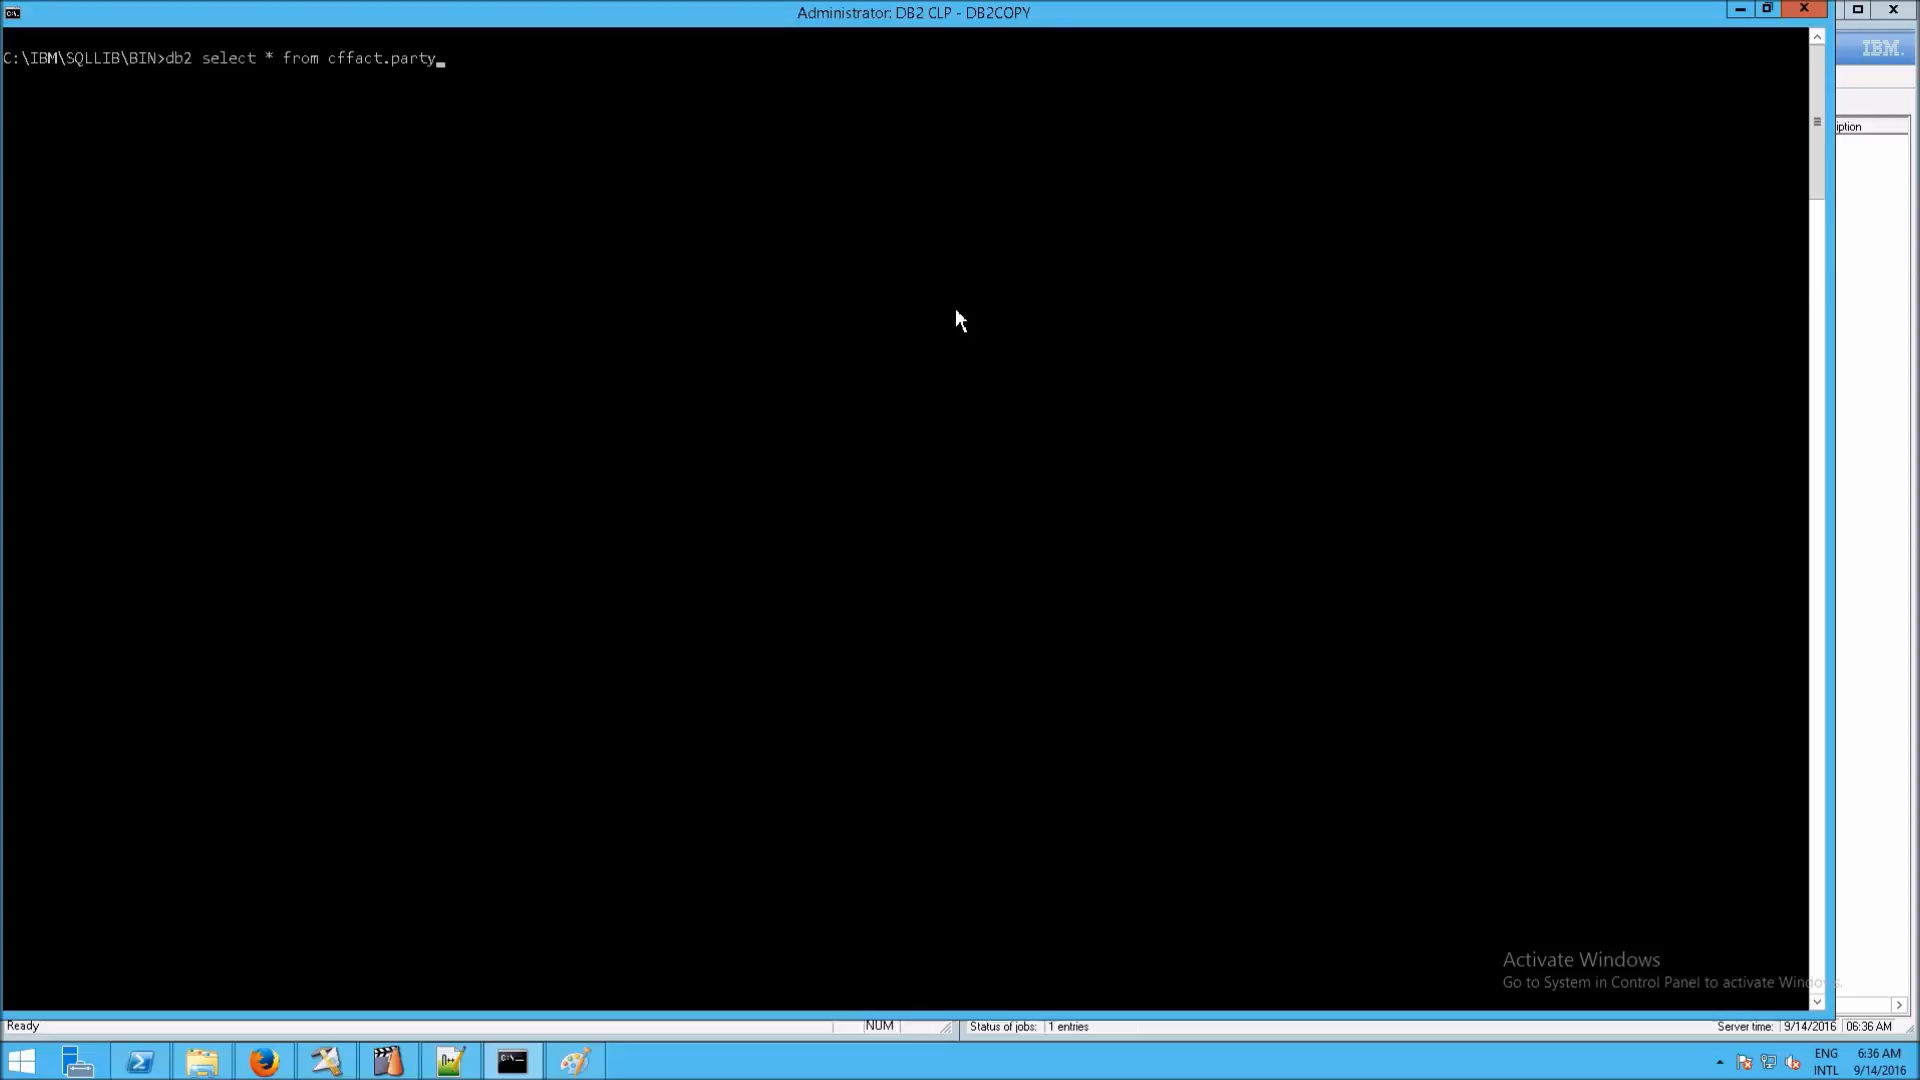 Administrator: DB2 CLP - DB2COPY
IBM
C:\IBM\SQLLIB\BIN>db2 select * from cffact.party_
iption
Activate Windows
Go to System in Control Panel to activate Windows.
Ready
NUM
Status of jobs: 1 entries
Server time: 9/14/2016 06:36 AM
ENG 6:36 AM
INTL 9/14/2016